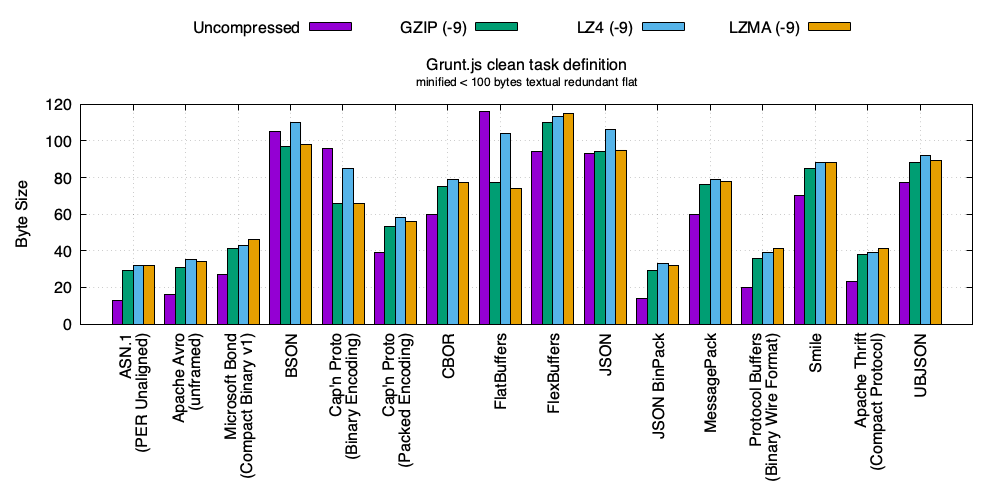 Uncompressed GZIP (-9) LZ4 (-9) LZMA (-9)
Grunt.js clean task definition
minified < 100 bytes textual redundant flat
Byte Size
120
100
80
60
40
20
0
ASN.1
(PER Unaligned)
Apache Avro
(unframed)
Microsoft Bond
(Compact Binary v1)
BSON
Cap'n Proto
(Binary Encoding)
Cap'n Proto
(Packed Encoding)
CBOR
FlatBuffers
FlexBuffers
JSON
JSON BinPack
MessagePack
Protocol Buffers
(Binary Wire Format)
Smile
Apache Thrift
(Compact Protocol)
UBJSON